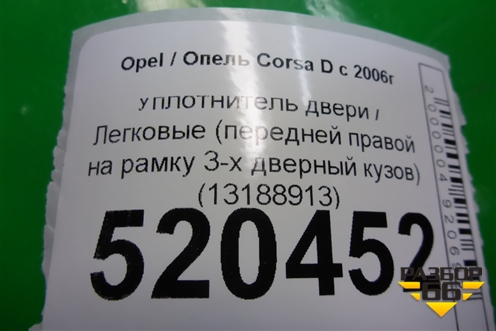 Opel / Опель Corsa D с 2006г
уплотнитель двери /
Легковые (передней правой
на рамку 3-х дверный кузов)
(13188913)
520452
РАЗБОР
66